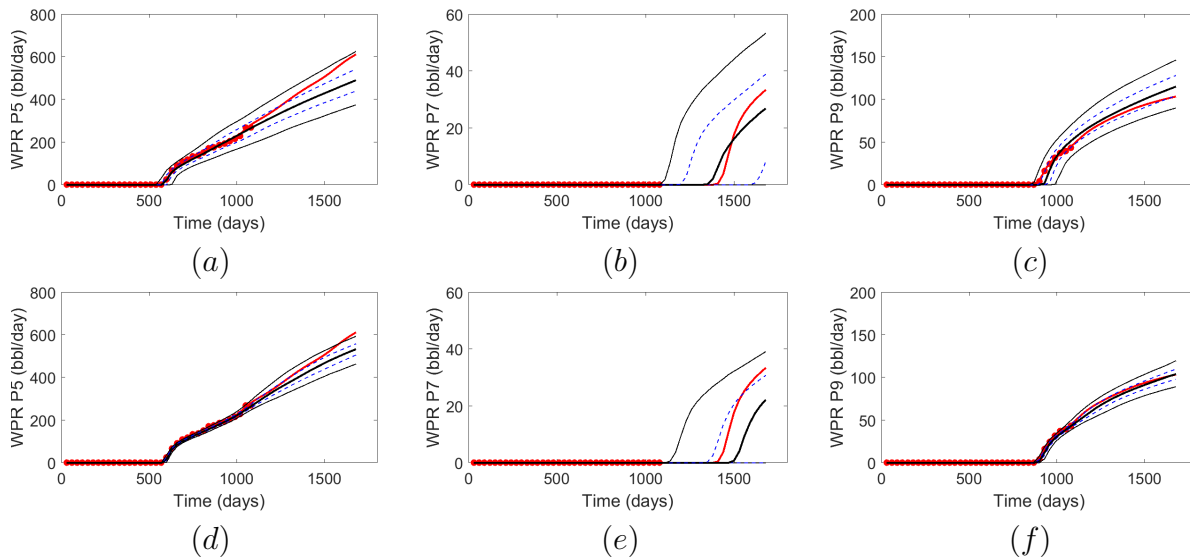 800
600
400
200
0
WPR P5 (bbl/day)
0 500 1000 1500
Time (days)
(a)
60
40
20
0
WPR P7 (bbl/day)
0 500 1000 1500
Time (days)
(b)
200
150
100
50
0
WPR P9 (bbl/day)
0 500 1000 1500
Time (days)
(c)
800
600
400
200
0
WPR P5 (bbl/day)
0 500 1000 1500
Time (days)
(d)
60
40
20
0
WPR P7 (bbl/day)
0 500 1000 1500
Time (days)
(e)
200
150
100
50
0
WPR P9 (bbl/day)
0 500 1000 1500
Time (days)
(f)